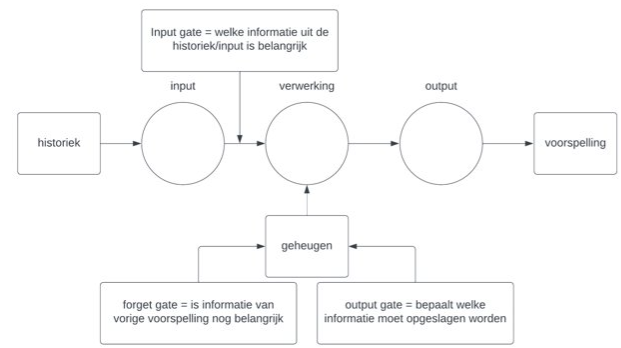 Input gate = welke informatie uit de
historiek/input is belangrijk
input
verwerking
output
historiek
voorspelling
geheugen
forget gate = is informatie van
vorige voorspelling nog belangrijk
output gate = bepaalt welke
informatie moet opgeslagen worden